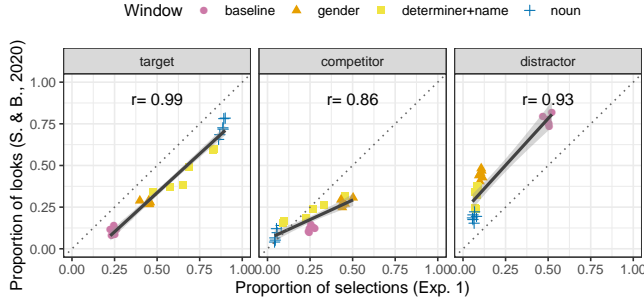 Window baseline gender determiner+name noun
target competitor distractor
r= 0.99 r= 0.86 r= 0.93
Proportion of looks (S. & B., 2020)
1.00
0.75
0.50
0.25
0.00
0.00 0.25 0.50 0.75 1.00 0.00 0.25 0.50 0.75 1.00 0.00 0.25 0.50 0.75 1.00
Proportion of selections (Exp. 1)